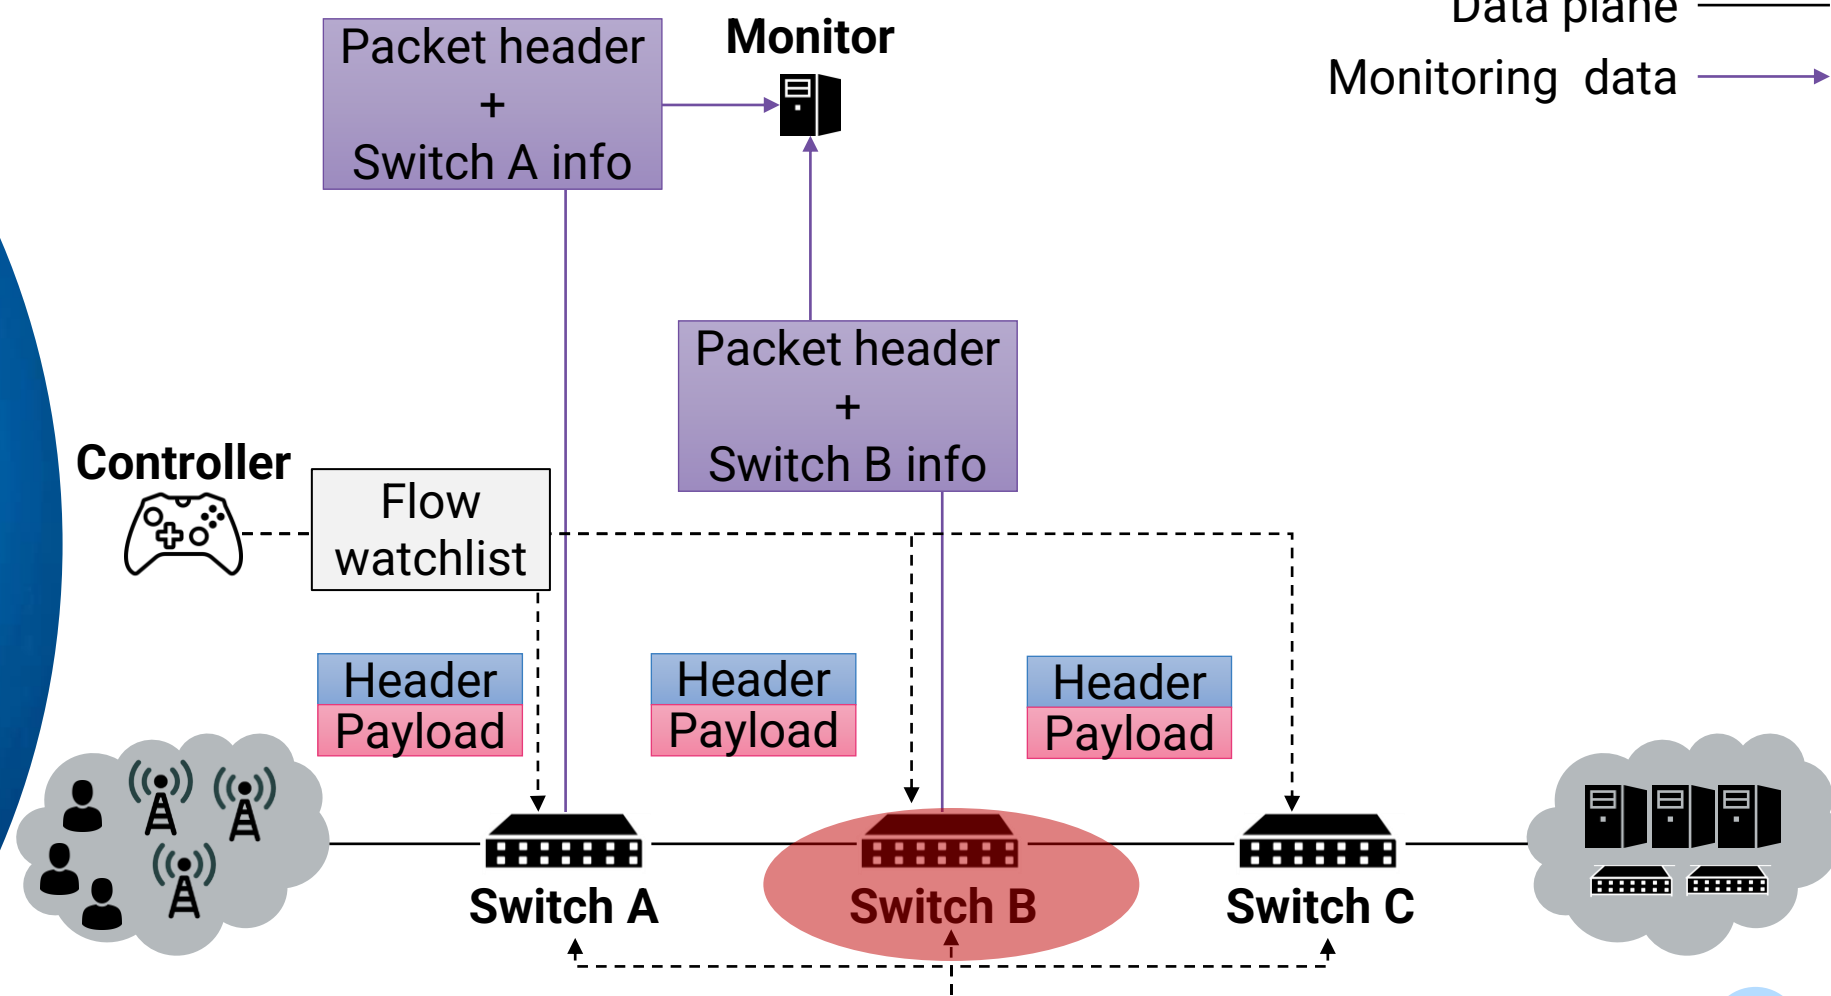 Data plane
Monitoring data
Monitor
Packet header
+
Switch A info
Packet header
+
Switch B info
Controller
Flow
watchlist
Header
Payload
Header
Payload
Header
Payload
Switch A
Switch B
Switch C